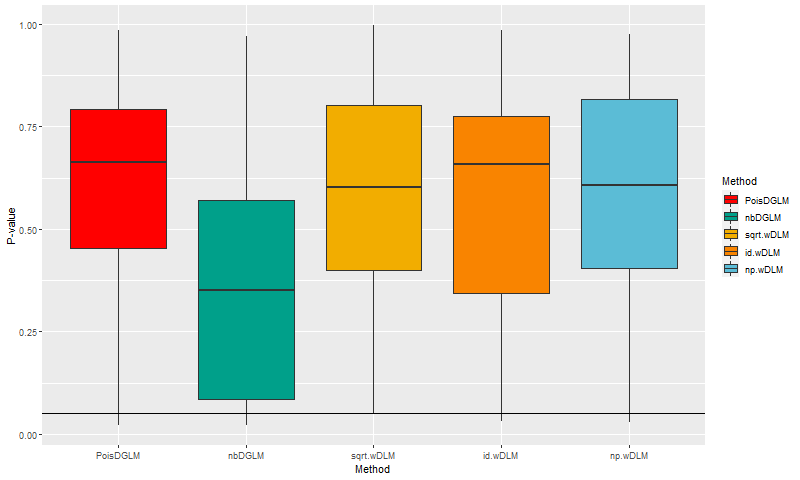 1.00
0.75
0.50
0.25
0.00
P-value
PoisDGLM nbDGLM sqrt.wDLM id.wDLM np.wDLM
Method
Method
PoisDGLM
nbDGLM
sqrt.wDLM
id.wDLM
np.wDLM